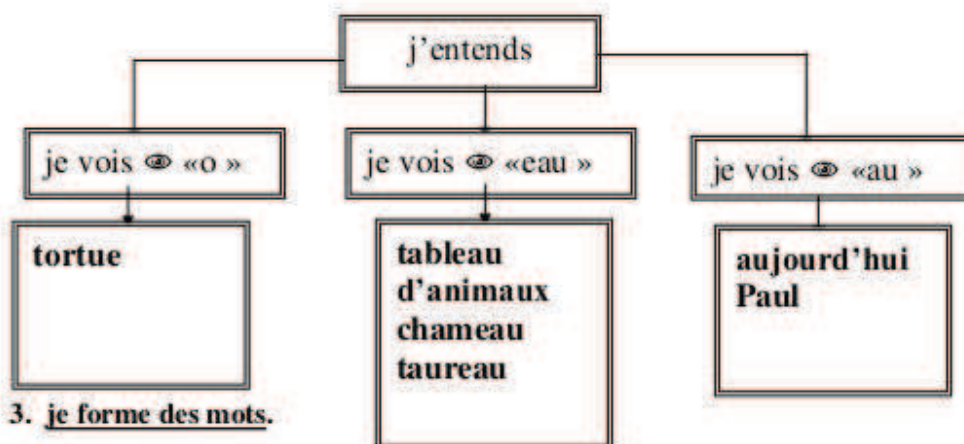 j'entends
je vois «o »
je vois «eau »
je vois «au »
tortue
tableau
d'animaux
chameau
taureau
aujourd'hui
Paul
3. je forme des mots.